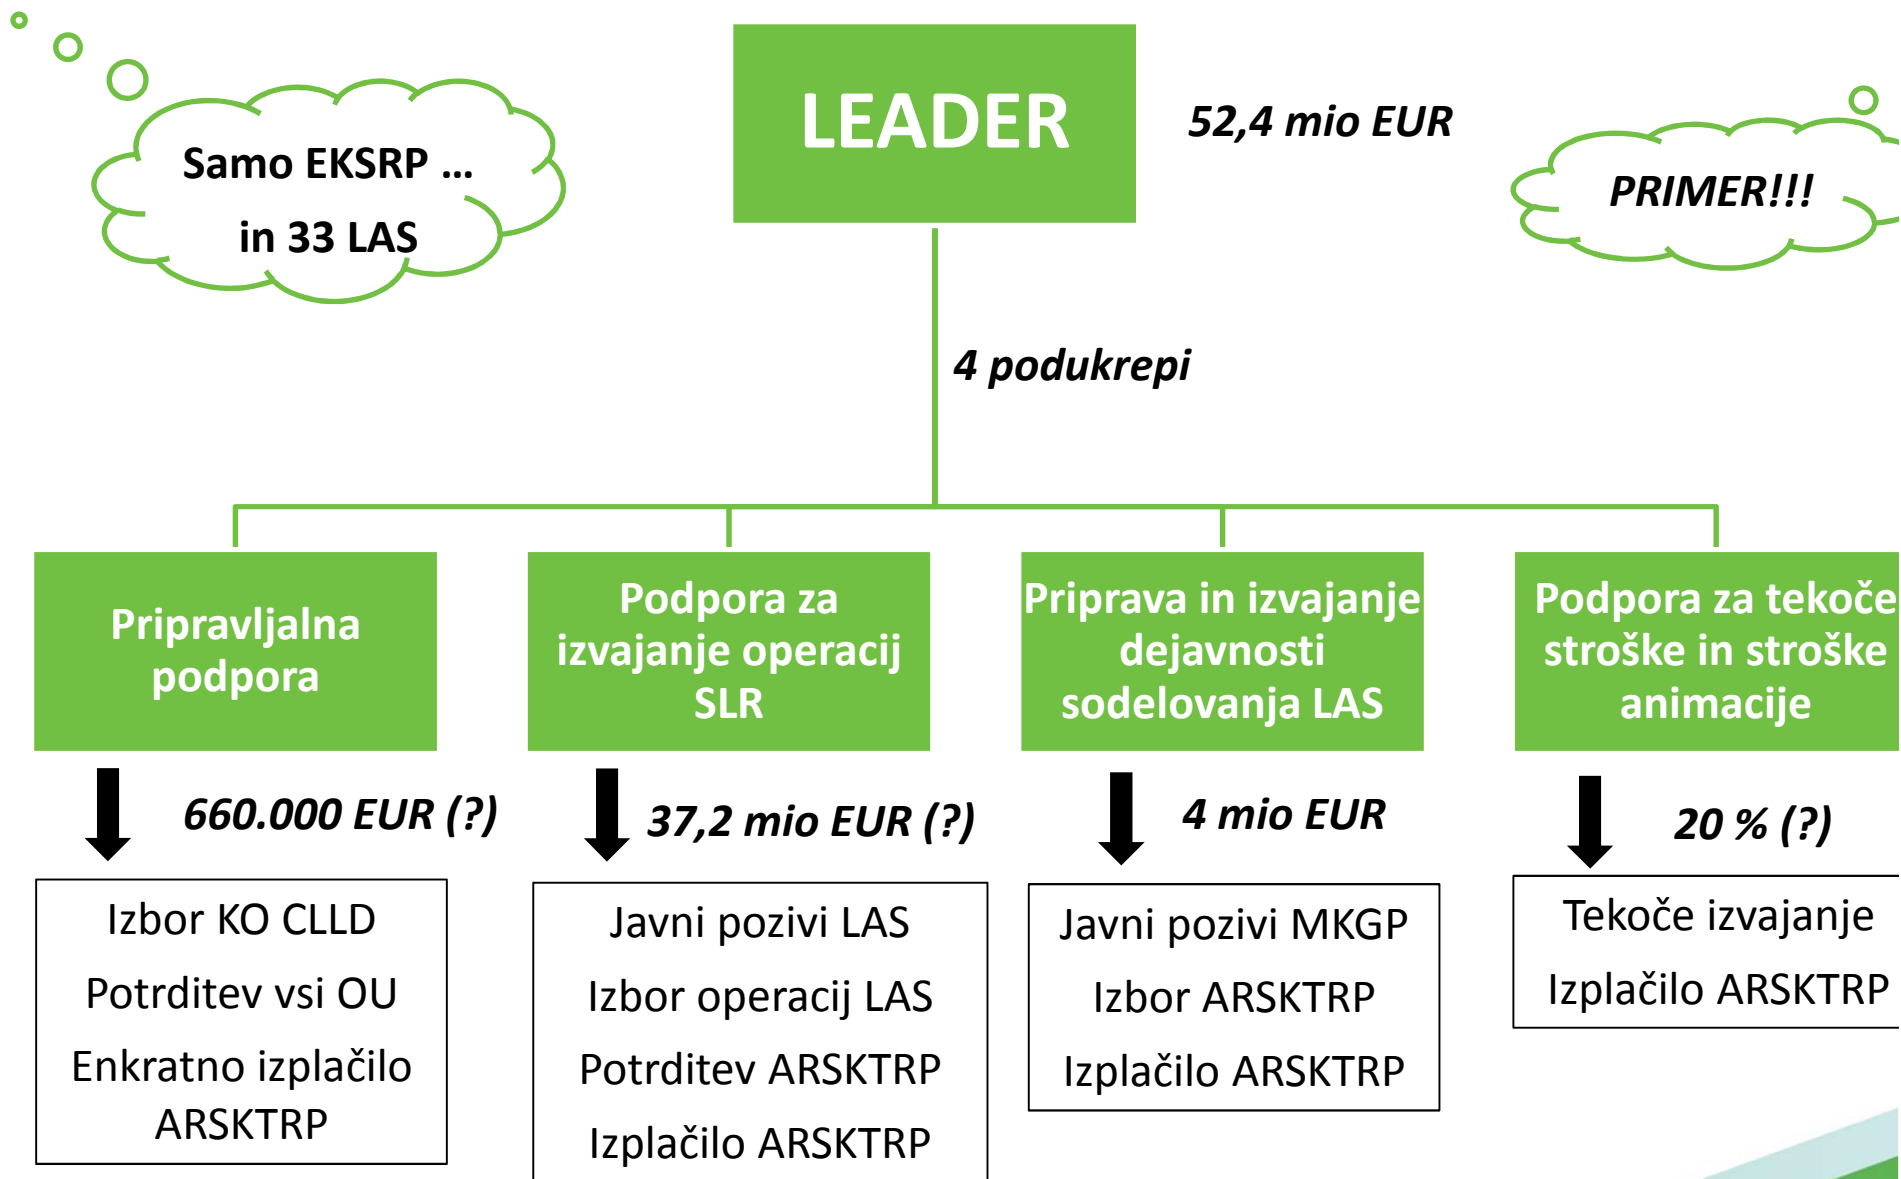 Samo EKSRP ...
in 33 LAS
LEADER
52,4 mio EUR
PRIMER!!!
4 podukrepi
Pripravljalna
podpora
Podpora za
izvajanje operacij
SLR
Priprava in izvajanje
dejavnosti
sodelovanja LAS
Podpora za tekoče
stroške in stroške
animacije
660.000 EUR (?)
37,2 mio EUR (?)
4 mio EUR
20 % (?)
Izbor KO CLLD
Potrditev vsi OU
Enkratno izplačilo
ARSKTRP
Javni pozivi LAS
Izbor operacij LAS
Potrditev ARSKTRP
Izplačilo ARSKTRP
Javni pozivi MKGP
Izbor ARSKTRP
Izplačilo ARSKTRP
Tekoče izvajanje
Izplačilo ARSKTRP